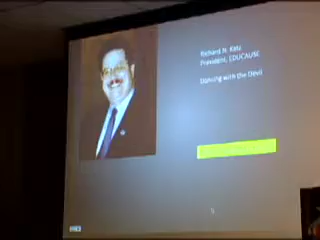 Richard N. Katz
President, EDUCAUSE
Dancing with the Devil